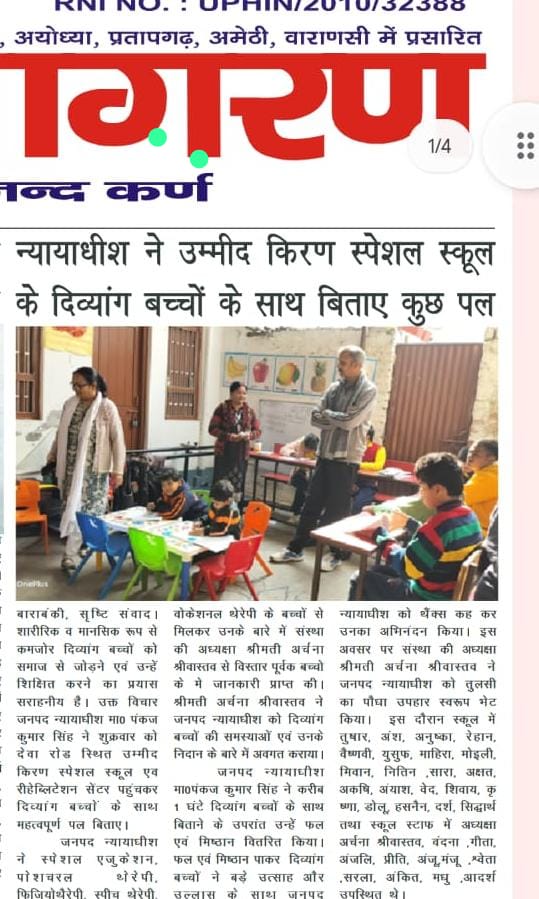 RNI NO. : UPHIN/2010/32388
, अयोध्या, प्रतापगढ़, अमेठी, वाराणसी में प्रसारित
ागरण
1/4
नन्द कर्ण
न्यायाधीश ने उम्मीद किरण स्पेशल स्कूल
के दिव्यांग बच्चों के साथ बिताए कुछ पल
OnePlus
बाराबंकी, सृष्टि संवाद।
शारीरिक व मानसिक रूप से
कमजोर दिव्यांग बच्चों को
समाज से जोड़ने एवं उन्हें
शिक्षित करने का प्रयास
सराहनीय है। उक्त विचार
जनपद न्यायाधीश मा0 पंकज
कुमार सिंह ने शुक्रवार को
देवा रोड स्थित उम्मीद
किरण स्पेशल स्कूल एव
रीहेब्लिटेशन सेंटर पहुंचकर
दिव्यांग बच्चों के साथ
महत्वपूर्ण पल बिताए।
जनपद न्यायाधीश
ने स्पेशल एजुकेशन,
पोशचरल थेरेपी,
फिजियोथैरेपी, स्पीच थेरेपी,
वोकेशनल थेरेपी के बच्चों से
मिलकर उनके बारे में संस्था
की अध्यक्षा श्रीमती अर्चना
श्रीवास्तव से विस्तार पूर्वक बच्चो
के मे जानकारी प्राप्त की।
श्रीमती अर्चना श्रीवास्तव ने
जनपद न्यायाधीश को दिव्यांग
बच्चों की समस्याओं एवं उनके
निदान के बारे में अवगत कराया।
जनपद न्यायाधीश
मा0पंकज कुमार सिंह ने करीब
1 घंटे दिव्यांग बच्चों के साथ
बिताने के उपरांत उन्हें फल
एवं मिष्ठान वितरित किया।
फल एवं मिष्ठान पाकर दिव्यांग
बच्चों ने बड़े उत्साह और
उल्लास के साथ जनपद
न्यायाधीश को थैंक्स कह कर
उनका अभिनंदन किया। इस
अवसर पर संस्था की अध्यक्षा
श्रीमती अर्चना श्रीवास्तव ने
जनपद न्यायाधीश को तुलसी
का पौधा उपहार स्वरूप भेंट
किया। इस दौरान स्कूल में
तुषार, अंश, अनुष्का, रेहान,
वैष्णवी, युसुफ, माहिरा, मोइली,
मिवान, नितिन ,सारा, अक्षत,
अकषि, अंयाश, वेद, शिवाय, कृ
ष्णा, डोलू, हसनैन, दर्श, सिद्धार्थ
तथा स्कूल स्टाफ में अध्यक्षा
अर्चना श्रीवास्तव, वंदना ,गीता,
अंजलि, प्रीति, अंजू,मंजू ,श्वेता
,सरला, अंकित, मधु ,आदर्श
उपस्थित थे।